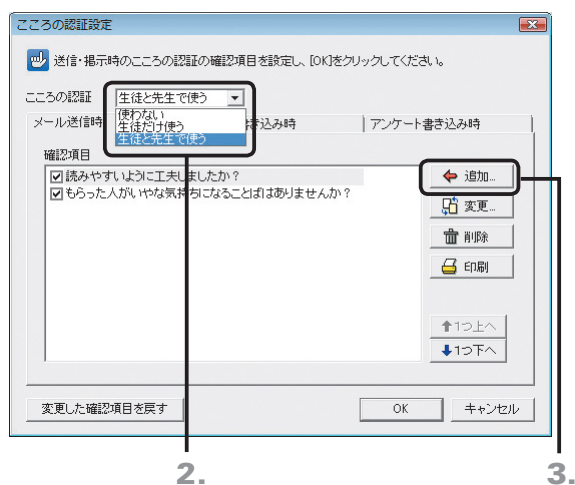 こころの認証設定
送信・掲示時のこころの認証の確認項目を設定し、[OK]をクリックしてください。
こころの認証 生徒と先生で使う
使わない
生徒だけ使う
生徒と先生で使う
メール送信時 き込み時 アンケート書き込み時
確認項目
読みやすいように工夫しましたか？
もらった人がいやな気持ちになることばはありませんか？
追加...
変更...
削除
印刷
1つ上へ
1つ下へ
変更した確認項目を戻す OK キャンセル
2. 3.